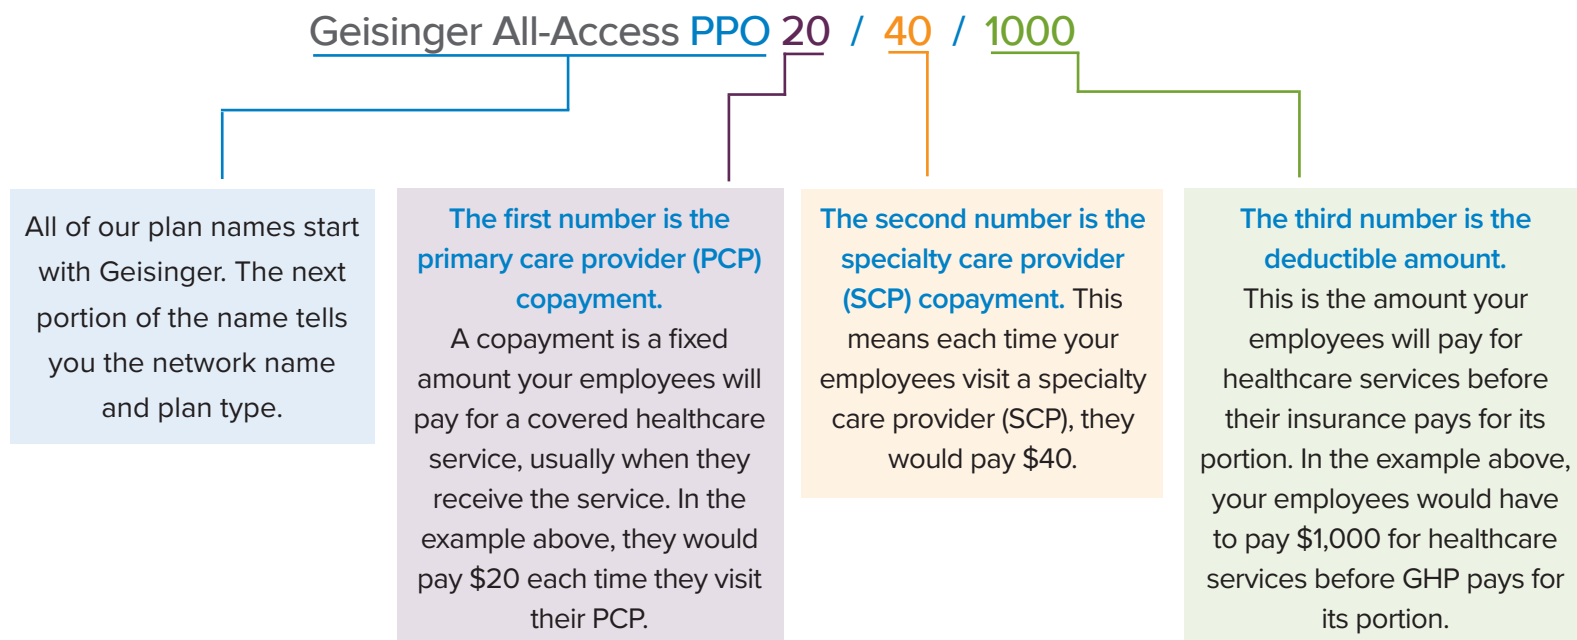 Geisinger All-Access PPO 20 / 40 / 1000
All of our plan names start
with Geisinger. The next
portion of the name tells
you the network name
and plan type.
The first number is the
primary care provider (PCP)
copayment.
A copayment is a fixed
amount your employees will
pay for a covered healthcare
service, usually when they
receive the service. In the
example above, they would
pay $20 each time they visit
their PCP.
The second number is the
specialty care provider
(SCP) copayment. This
means each time your
employees visit a specialty
care provider (SCP), they
would pay $40.
The third number is the
deductible amount.
This is the amount your
employees will pay for
healthcare services before
their insurance pays for its
portion. In the example above,
your employees would have
to pay $1,000 for healthcare
services before GHP pays for
its portion.